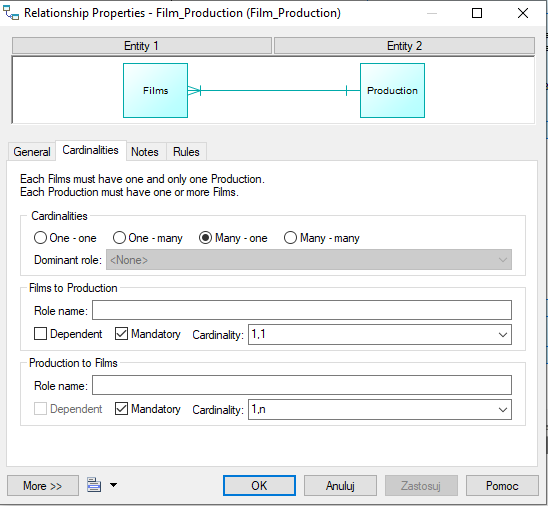 Relationship Properties - Film_Production (Film_Production)
Entity 1 Entity 2
Films Production
General Cardinalities Notes Rules
Each Films must have one and only one Production.
Each Production must have one or more Films.
Cardinalities
One - one One - many Many - one Many - many
Dominant role: <None>
Films to Production
Role name:
Dependent Mandatory Cardinality: 1,1
Production to Films
Role name:
Dependent Mandatory Cardinality: 1,n
More >> OK Anuluj Zastosuj Pomoc